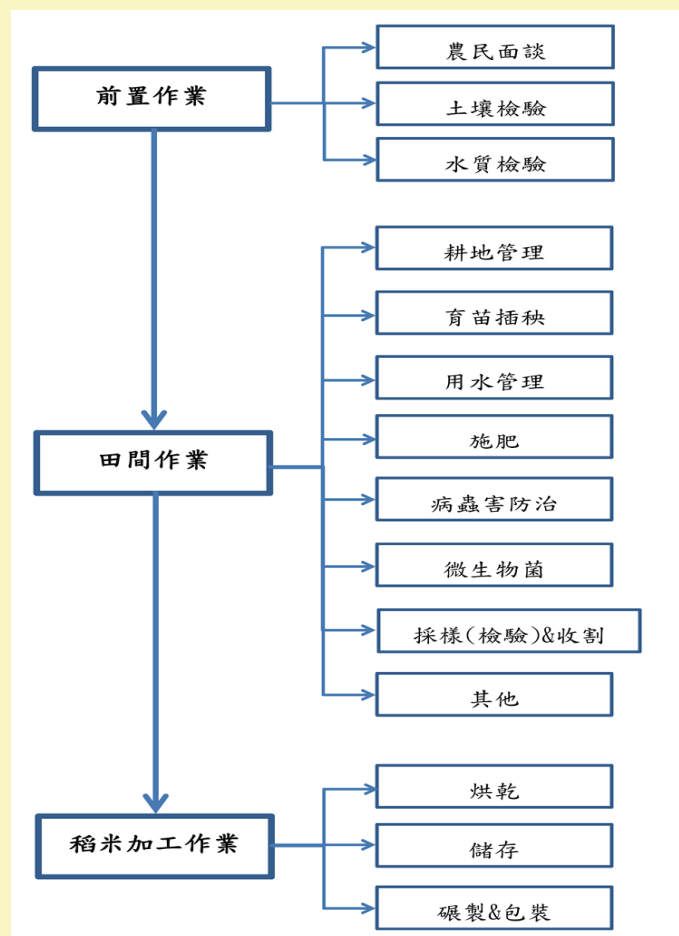 前置作業
農民面談
土壤檢驗
水質檢驗
田間作業
耕地管理
育苗插秧
用水管理
施肥
病蟲害防治
微生物菌
採樣(檢驗)&收割
其他
稻米加工作業
烘乾
儲存
碾製&包裝